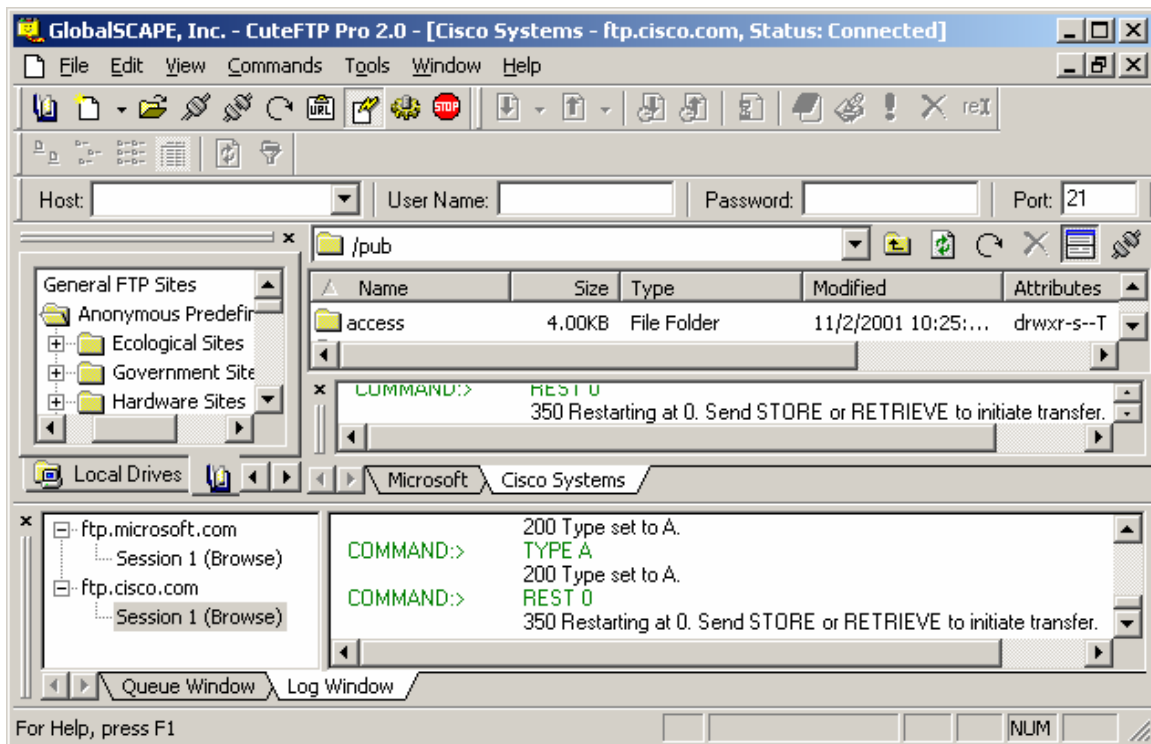 GlobalSCAPE, Inc. - CuteFTP Pro 2.0 - [Cisco Systems - ftp.cisco.com, Status: Connected]
File Edit View Commands Tools Window Help
URL STOP
Host: User Name: Password: Port: 21
/pub
General FTP Sites
Anonymous Predefir
Ecological Sites
Government Site
Hardware Sites
Local Drives
Name Size Type Modified Attributes
access 4.00KB File Folder 11/2/2001 10:25:... drwxr-s--T
COMMAND:> REST 0
350 Restarting at 0. Send STORE or RETRIEVE to initiate transfer.
Microsoft Cisco Systems
ftp.microsoft.com
Session 1 (Browse)
ftp.cisco.com
Session 1 (Browse)
200 Type set to A.
COMMAND:> TYPE A
200 Type set to A.
COMMAND:> REST 0
350 Restarting at 0. Send STORE or RETRIEVE to initiate transfer.
Queue Window Log Window
For Help, press F1 NUM